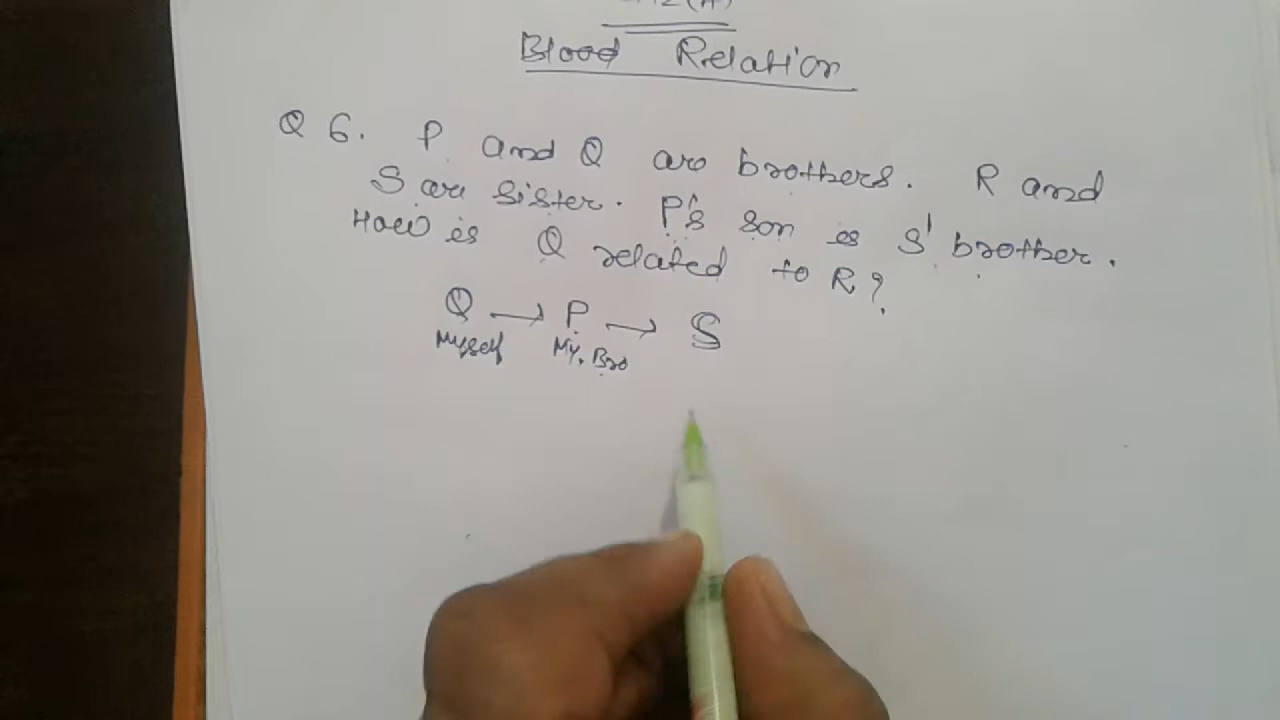 Blood Relation
Q 6. P and Q are brothers. R and
S are sister. P's son is S' brother.
How is Q related to R?
Q → P → S
Myself My. Bro